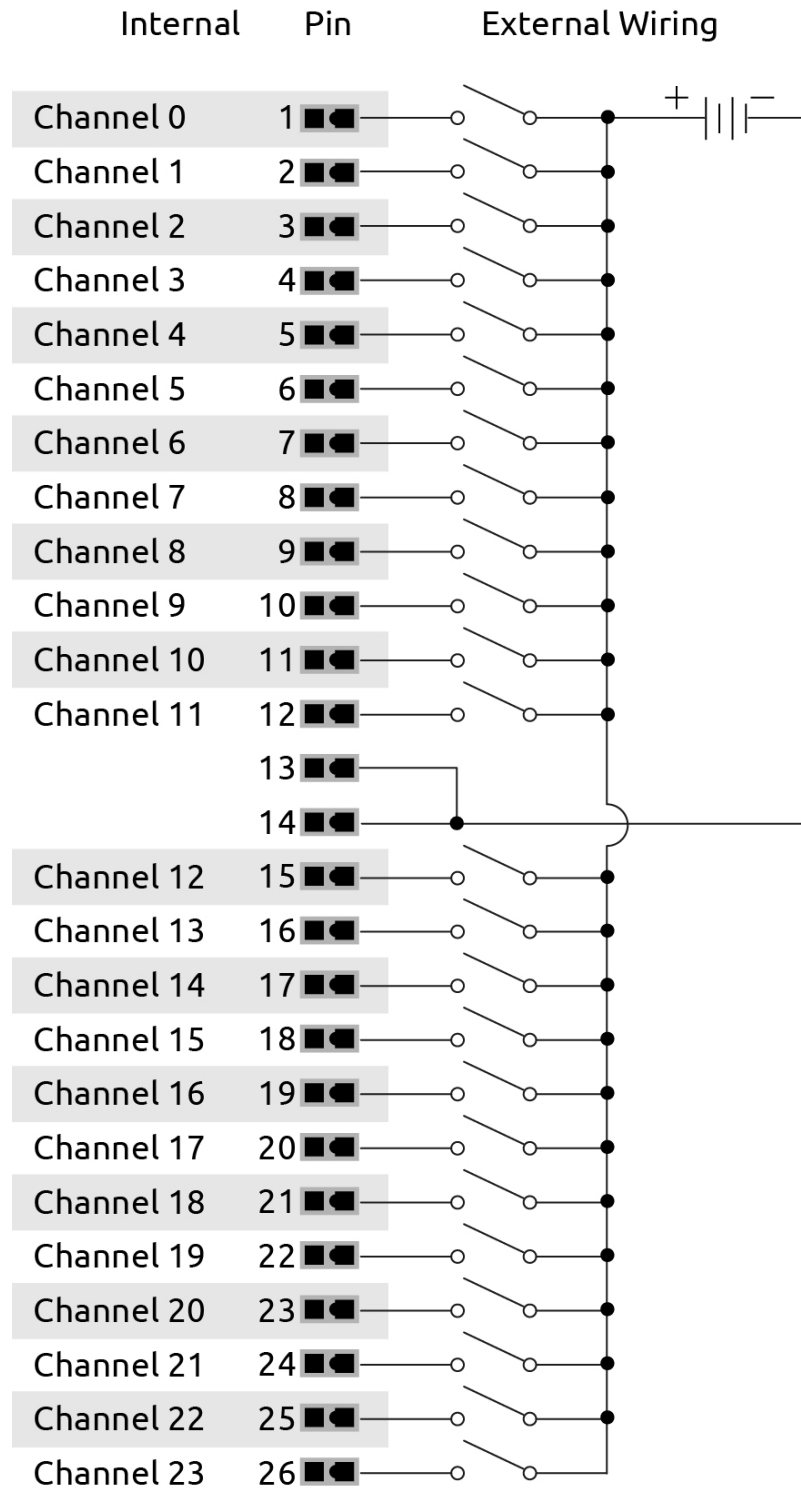 Internal Pin External Wiring
+ −
Channel 0 1
Channel 1 2
Channel 2 3
Channel 3 4
Channel 4 5
Channel 5 6
Channel 6 7
Channel 7 8
Channel 8 9
Channel 9 10
Channel 10 11
Channel 11 12
13
14
Channel 12 15
Channel 13 16
Channel 14 17
Channel 15 18
Channel 16 19
Channel 17 20
Channel 18 21
Channel 19 22
Channel 20 23
Channel 21 24
Channel 22 25
Channel 23 26